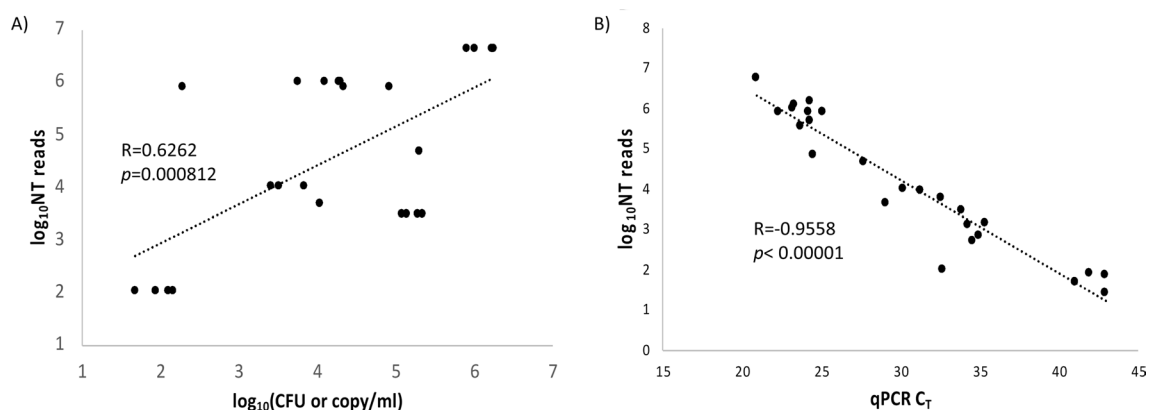 A)
7
6
5
4
3
2
1
log₁₀NT reads
R=0.6262
p=0.000812
1 2 3 4 5 6 7
log₁₀(CFU or copy/ml)
B)
8
7
6
5
4
3
2
1
0
log₁₀NT reads
R=-0.9558
p< 0.00001
15 20 25 30 35 40 45
qPCR C_T